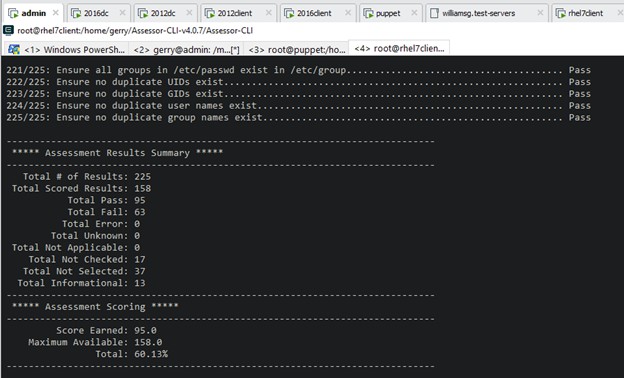 admin 2016dc 2012dc 2012client 2016client puppet williamsg.test-servers rhel7client
root@rhel7client:/home/gerry/Assessor-CLI-v4.0.7/Assessor-CLI
<1> Windows PowerSh... <2> gerry@admin: /m...[*] <3> root@puppet/ho... <4> root@rhel7clien...
221/225: Ensure all groups in /etc/passwd exist in /etc/group...................................... Pass
222/225: Ensure no duplicate UIDs exist............................................................ Pass
223/225: Ensure no duplicate GIDs exist............................................................ Pass
224/225: Ensure no duplicate user names exist...................................................... Pass
225/225: Ensure no duplicate group names exist..................................................... Pass
--------------------------------------------------------------------------
***** Assessment Results Summary *****
--------------------------------------------------------------------------
Total # of Results: 225
Total Scored Results: 158
Total Pass: 95
Total Fail: 63
Total Error: 0
Total Unknown: 0
Total Not Applicable: 0
Total Not Checked: 17
Total Not Selected: 37
Total Informational: 13
--------------------------------------------------------------------------
***** Assessment Scoring *****
--------------------------------------------------------------------------
Score Earned: 95.0
Maximum Available: 158.0
Total: 60.13%
--------------------------------------------------------------------------